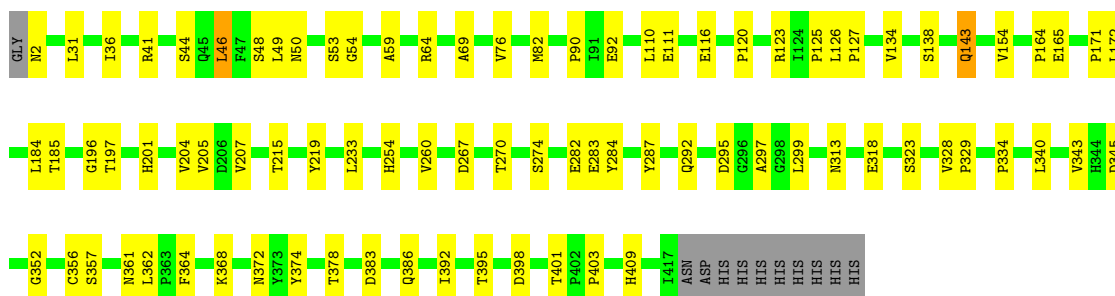 GLY N2 L31 I36 R41 S44 Q45 L46 F47 S48 L49 N50 S53 G54 A59 R64 A69 V76 M82 P90 I91 E92 L110 E111 E116 P120 R123 I124 P125 L126 P127 V134 S138 Q143 V154 P164 E165 P171 L172
L184 T185 G196 T197 H201 V204 V205 D206 V207 T215 Y219 L233 H254 V260 D267 T270 S274 E282 E283 Y284 Y287 Q292 D295 G296 A297 G298 L299 N313 E318 S323 V328 P329 P334 L340 V343 H344
G352 C356 S357 N361 L362 P363 F364 K368 N372 Y373 Y374 T378 D383 Q386 I392 T395 D398 T401 P402 P403 H409 I417 ASN ASP HIS HIS HIS HIS HIS HIS